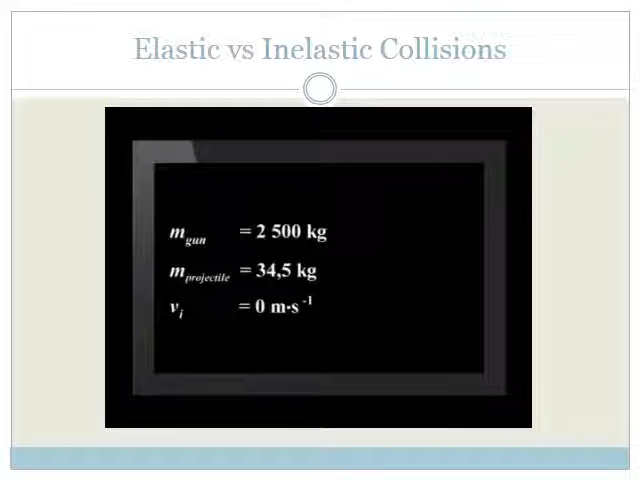 Elastic vs Inelastic Collisions
m_gun = 2 500 kg
m_projectile = 34,5 kg
v_i = 0 m·s⁻¹